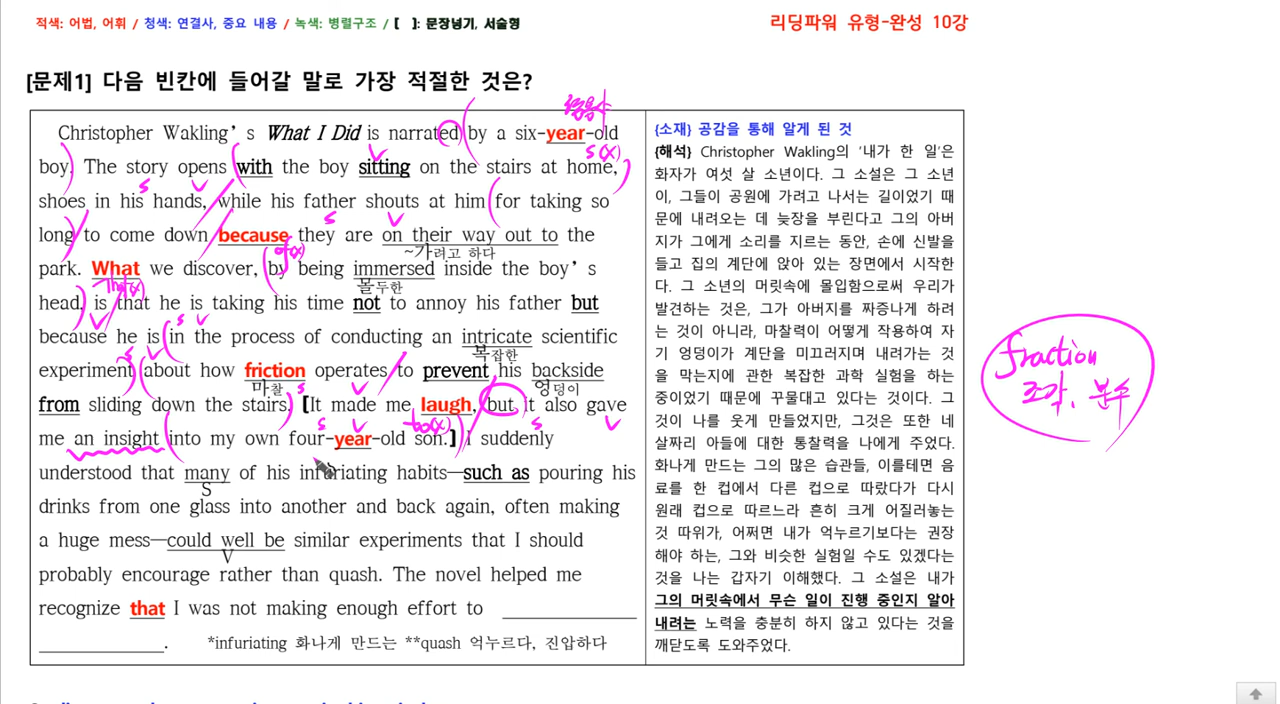 적색: 어법, 어휘 / 청색: 연결사, 중요 내용 / 녹색: 병렬구조 / [ ]: 문장넣기, 서술형
리딩파워 유형-완성 10강
[문제1] 다음 빈칸에 들어갈 말로 가장 적절한 것은?
형용사
Christopher Wakling's What I Did is narrated by a six-year-old
s(x)
boy. The story opens with the boy sitting on the stairs at home,
s v
shoes in his hands, while his father shouts at him for taking so
s v
long to come down because they are on their way out to the
of(x) ~가려고 하다
park. What we discover, by being immersed inside the boy's
That(x) 몰두한
head, is that he is taking his time not to annoy his father but
v s v
because he is in the process of conducting an intricate scientific
s v 복잡한
experiment about how friction operates to prevent his backside
마찰 s v 엉덩이
from sliding down the stairs. [It made me laugh, but it also gave
s v to(x) s v
me an insight into my own four-year-old son.] I suddenly
understood that many of his infuriating habits—such as pouring his
S
drinks from one glass into another and back again, often making
a huge mess—could well be similar experiments that I should
V
probably encourage rather than quash. The novel helped me
recognize that I was not making enough effort to
.
*infuriating 화나게 만드는 **quash 억누르다, 진압하다
{소재} 공감을 통해 알게 된 것
{해석} Christopher Wakling의 '내가 한 일'은
화자가 여섯 살 소년이다. 그 소설은 그 소년
이, 그들이 공원에 가려고 나서는 길이었기 때
문에 내려오는 데 늦장을 부린다고 그의 아버
지가 그에게 소리를 지르는 동안, 손에 신발을
들고 집의 계단에 앉아 있는 장면에서 시작한
다. 그 소년의 머릿속에 몰입함으로써 우리가
발견하는 것은, 그가 아버지를 짜증나게 하려
는 것이 아니라, 마찰력이 어떻게 작용하여 자
기 엉덩이가 계단을 미끄러지며 내려가는 것
을 막는지에 관한 복잡한 과학 실험을 하는
중이었기 때문에 꾸물대고 있다는 것이다. 그
것이 나를 웃게 만들었지만, 그것은 또한 네
살짜리 아들에 대한 통찰력을 나에게 주었다.
화나게 만드는 그의 많은 습관들, 이를테면 음
료를 한 컵에서 다른 컵으로 따랐다가 다시
원래 컵으로 따르느라 흔히 크게 어질러놓는
것 따위가, 어쩌면 내가 억누르기보다는 권장
해야 하는, 그와 비슷한 실험일 수도 있겠다는
것을 나는 갑자기 이해했다. 그 소설은 내가
그의 머릿속에서 무슨 일이 진행 중인지 알아
내려는 노력을 충분히 하지 않고 있다는 것을
깨닫도록 도와주었다.
fraction
조각, 분수